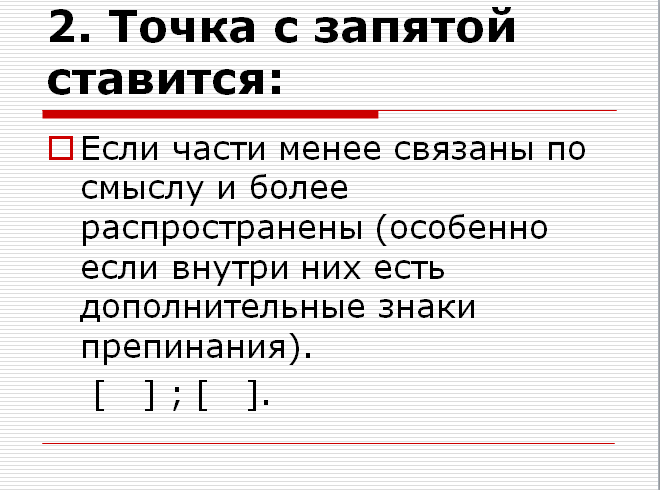 2. Точка с запятой
ставится:
Если части менее связаны по
смыслу и более
распространены (особенно
если внутри них есть
дополнительные знаки
препинания).
[ ] ; [ ].